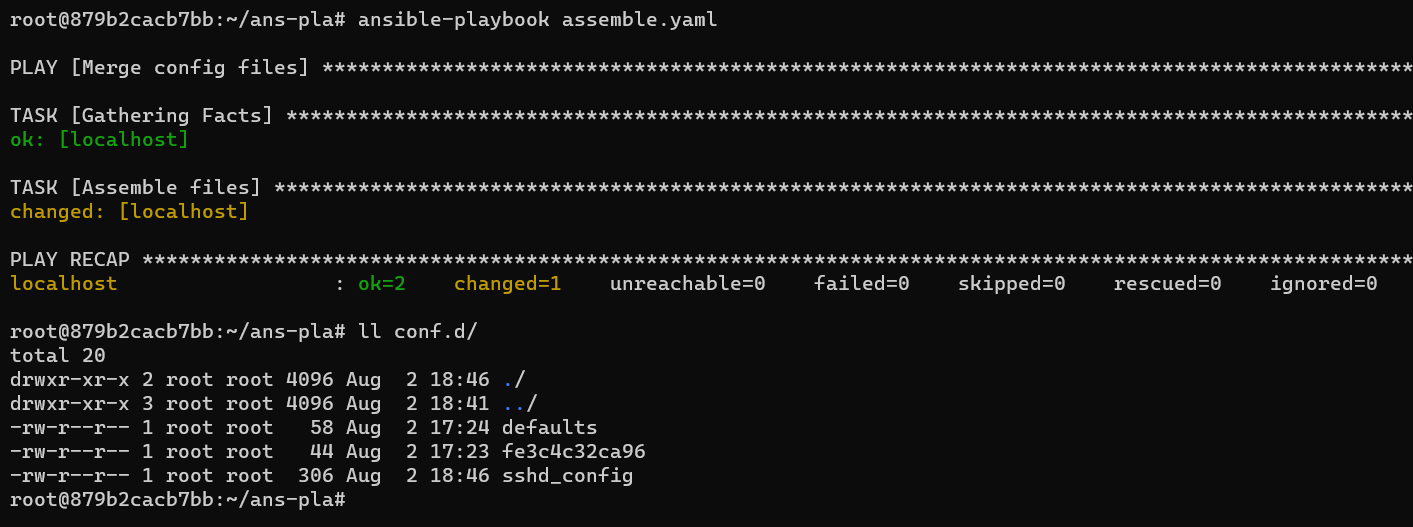 root@879b2cacb7bb:~/ans-pla# ansible-playbook assemble.yaml
PLAY [Merge config files] *******************************************************************************************
TASK [Gathering Facts] **********************************************************************************************
ok: [localhost]
TASK [Assemble files] ***********************************************************************************************
changed: [localhost]
PLAY RECAP **********************************************************************************************************
localhost                  : ok=2    changed=1    unreachable=0    failed=0    skipped=0    rescued=0    ignored=0
root@879b2cacb7bb:~/ans-pla# ll conf.d/
total 20
drwxr-xr-x 2 root root 4096 Aug  2 18:46 ./
drwxr-xr-x 3 root root 4096 Aug  2 18:41 ../
-rw-r--r-- 1 root root   58 Aug  2 17:24 defaults
-rw-r--r-- 1 root root   44 Aug  2 17:23 fe3c4c32ca96
-rw-r--r-- 1 root root  306 Aug  2 18:46 sshd_config
root@879b2cacb7bb:~/ans-pla#